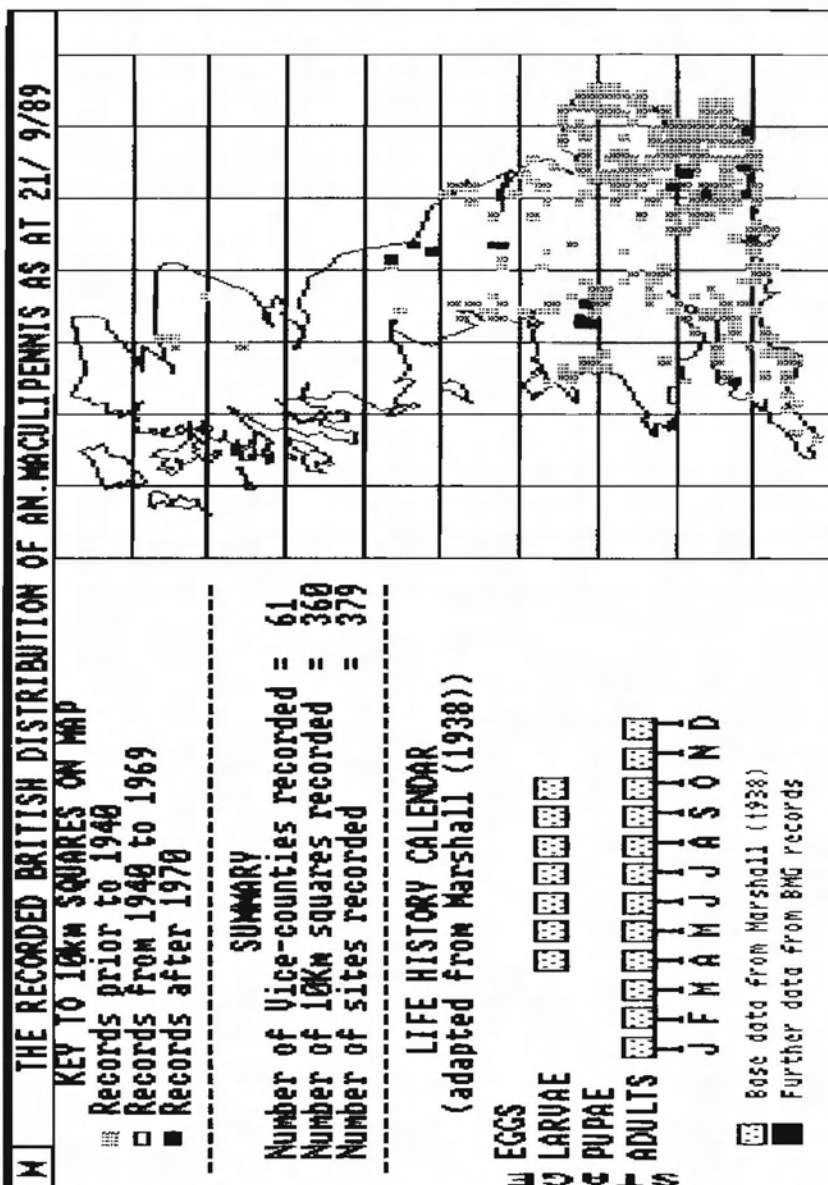 THE RECORDED BRITISH DISTRIBUTION OF AN.MACULIPENNIS AS AT 21/ 9/89
KEY TO 10Km SQUARES ON MAP
Records prior to 1940
Records from 1940 to 1969
Records after 1970
SUMMARY
Number of Vice-counties recorded = 61
Number of 10Km squares recorded = 360
Number of sites recorded = 379
LIFE HISTORY CALENDAR
(adapted from Marshall (1938))
EGGS
LARVAE
PUPAE
ADULTS
J F M A M J J A S O N D
Base data from Marshall (1938)
Further data from BMG records